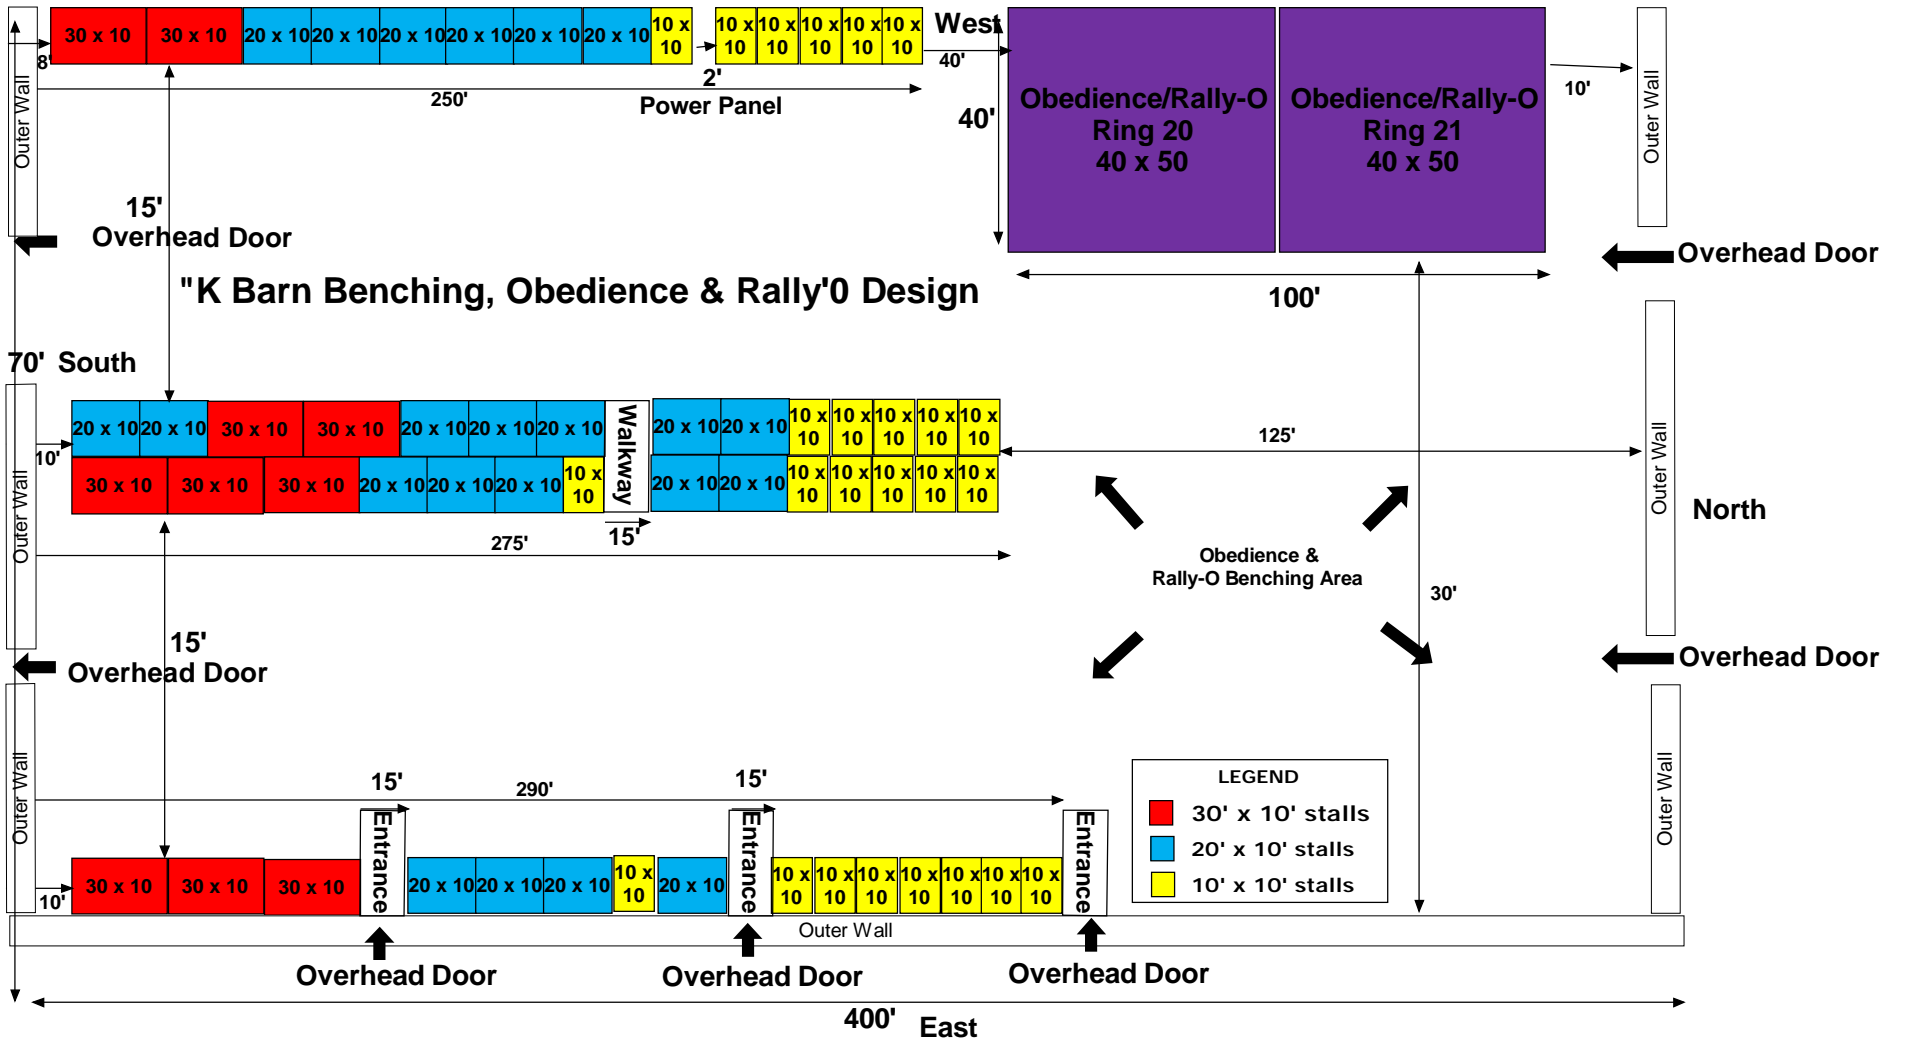 30 x 10
30 x 10
20 x 10
20 x 10
20 x 10
20 x 10
20 x 10
20 x 10
10 x
10
10 x
10
10 x
10
10 x
10
10 x
10
10 x
10
West
8'
40'
2'
Power Panel
250'
Outer Wall
40'
Obedience/Rally-O
Ring 20
40 x 50
Obedience/Rally-O
Ring 21
40 x 50
10'
Outer Wall
15'
Overhead Door
Overhead Door
"K Barn Benching, Obedience & Rally'0 Design
100'
70' South
20 x 10
20 x 10
30 x 10
30 x 10
20 x 10
20 x 10
20 x 10
Walkway
20 x 10
20 x 10
10 x
10
10 x
10
10 x
10
10 x
10
10 x
10
10'
125'
Outer Wall
Outer Wall
30 x 10
30 x 10
30 x 10
20 x 10
20 x 10
20 x 10
10 x
10
20 x 10
20 x 10
10 x
10
10 x
10
10 x
10
10 x
10
10 x
10
North
15'
275'
Obedience &
Rally-O Benching Area
30'
15'
Overhead Door
Overhead Door
Outer Wall
15'
290'
15'
LEGEND
30' x 10' stalls
20' x 10' stalls
10' x 10' stalls
Outer Wall
10'
30 x 10
30 x 10
30 x 10
Entrance
20 x 10
20 x 10
20 x 10
10 x
10
20 x 10
Entrance
10 x
10
10 x
10
10 x
10
10 x
10
10 x
10
10 x
10
10 x
10
Entrance
Outer Wall
Overhead Door
Overhead Door
Overhead Door
400'
East